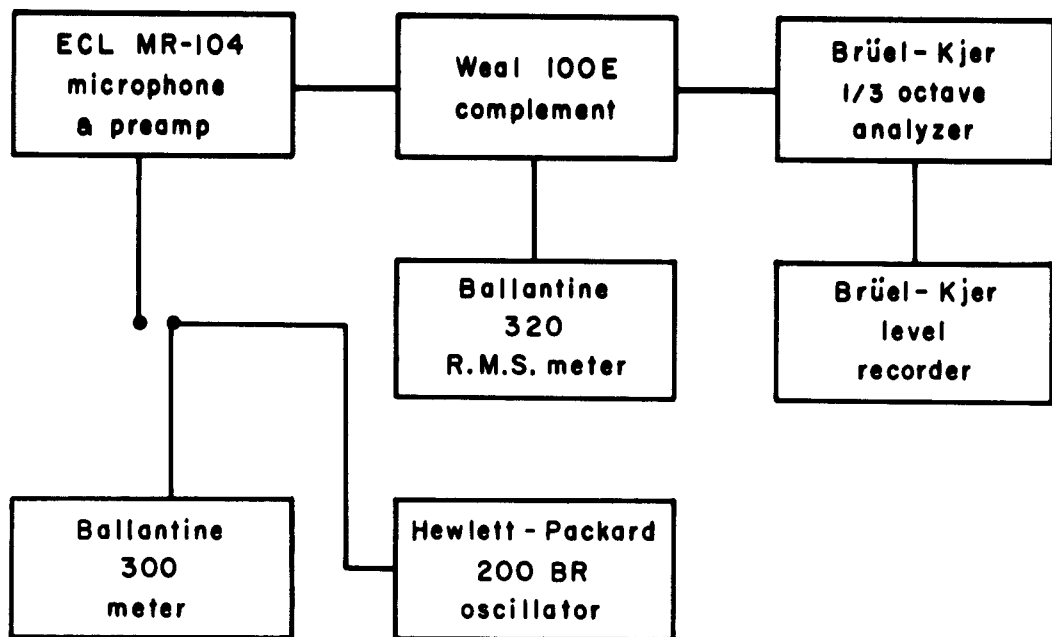 ECL MR-104
microphone
& preamp
Weal 100E
complement
Brüel-Kjer
1/3 octave
analyzer
Ballantine
320
R.M.S. meter
Brüel-Kjer
level
recorder
Ballantine
300
meter
Hewlett-Packard
200 BR
oscillator